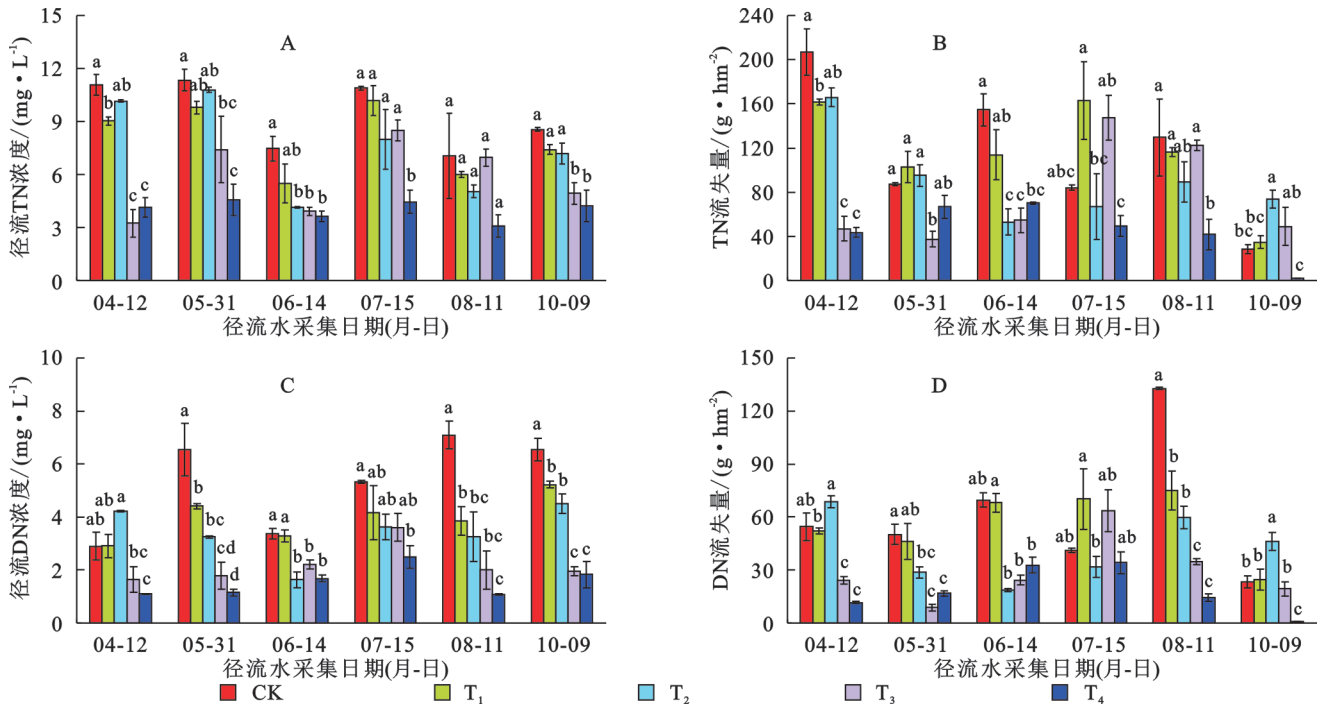 A
径流TN浓度/(mg·L⁻¹)
15
12
9
6
3
0
a b ab c c
a ab ab bc c
a ab b b b
a a a a b
a a a a a
a a a b b
04-12 05-31 06-14 07-15 08-11 10-09
径流水采集日期(月-日)
B
TN流失量/(g·hm⁻²)
240
200
160
120
80
40
0
a b ab c c
a a a b ab
a ab c c bc
abc a bc ab c
a a ab a b
bc bc a ab c
04-12 05-31 06-14 07-15 08-11 10-09
径流水采集日期(月-日)
C
径流DN浓度/(mg·L⁻¹)
10
8
6
4
2
0
ab ab a bc c
a b bc cd d
a a b b b
a ab ab ab b
a b bc bc c
a b b c c
04-12 05-31 06-14 07-15 08-11 10-09
径流水采集日期(月-日)
D
DN流失量/(g·hm⁻²)
150
120
90
60
30
0
ab b a c c
a ab bc c c
ab a b b ab
ab a b ab ab
a b b c c
b ab a b c
04-12 05-31 06-14 07-15 08-11 10-09
径流水采集日期(月-日)
CK T₁ T₂ T₃ T₄